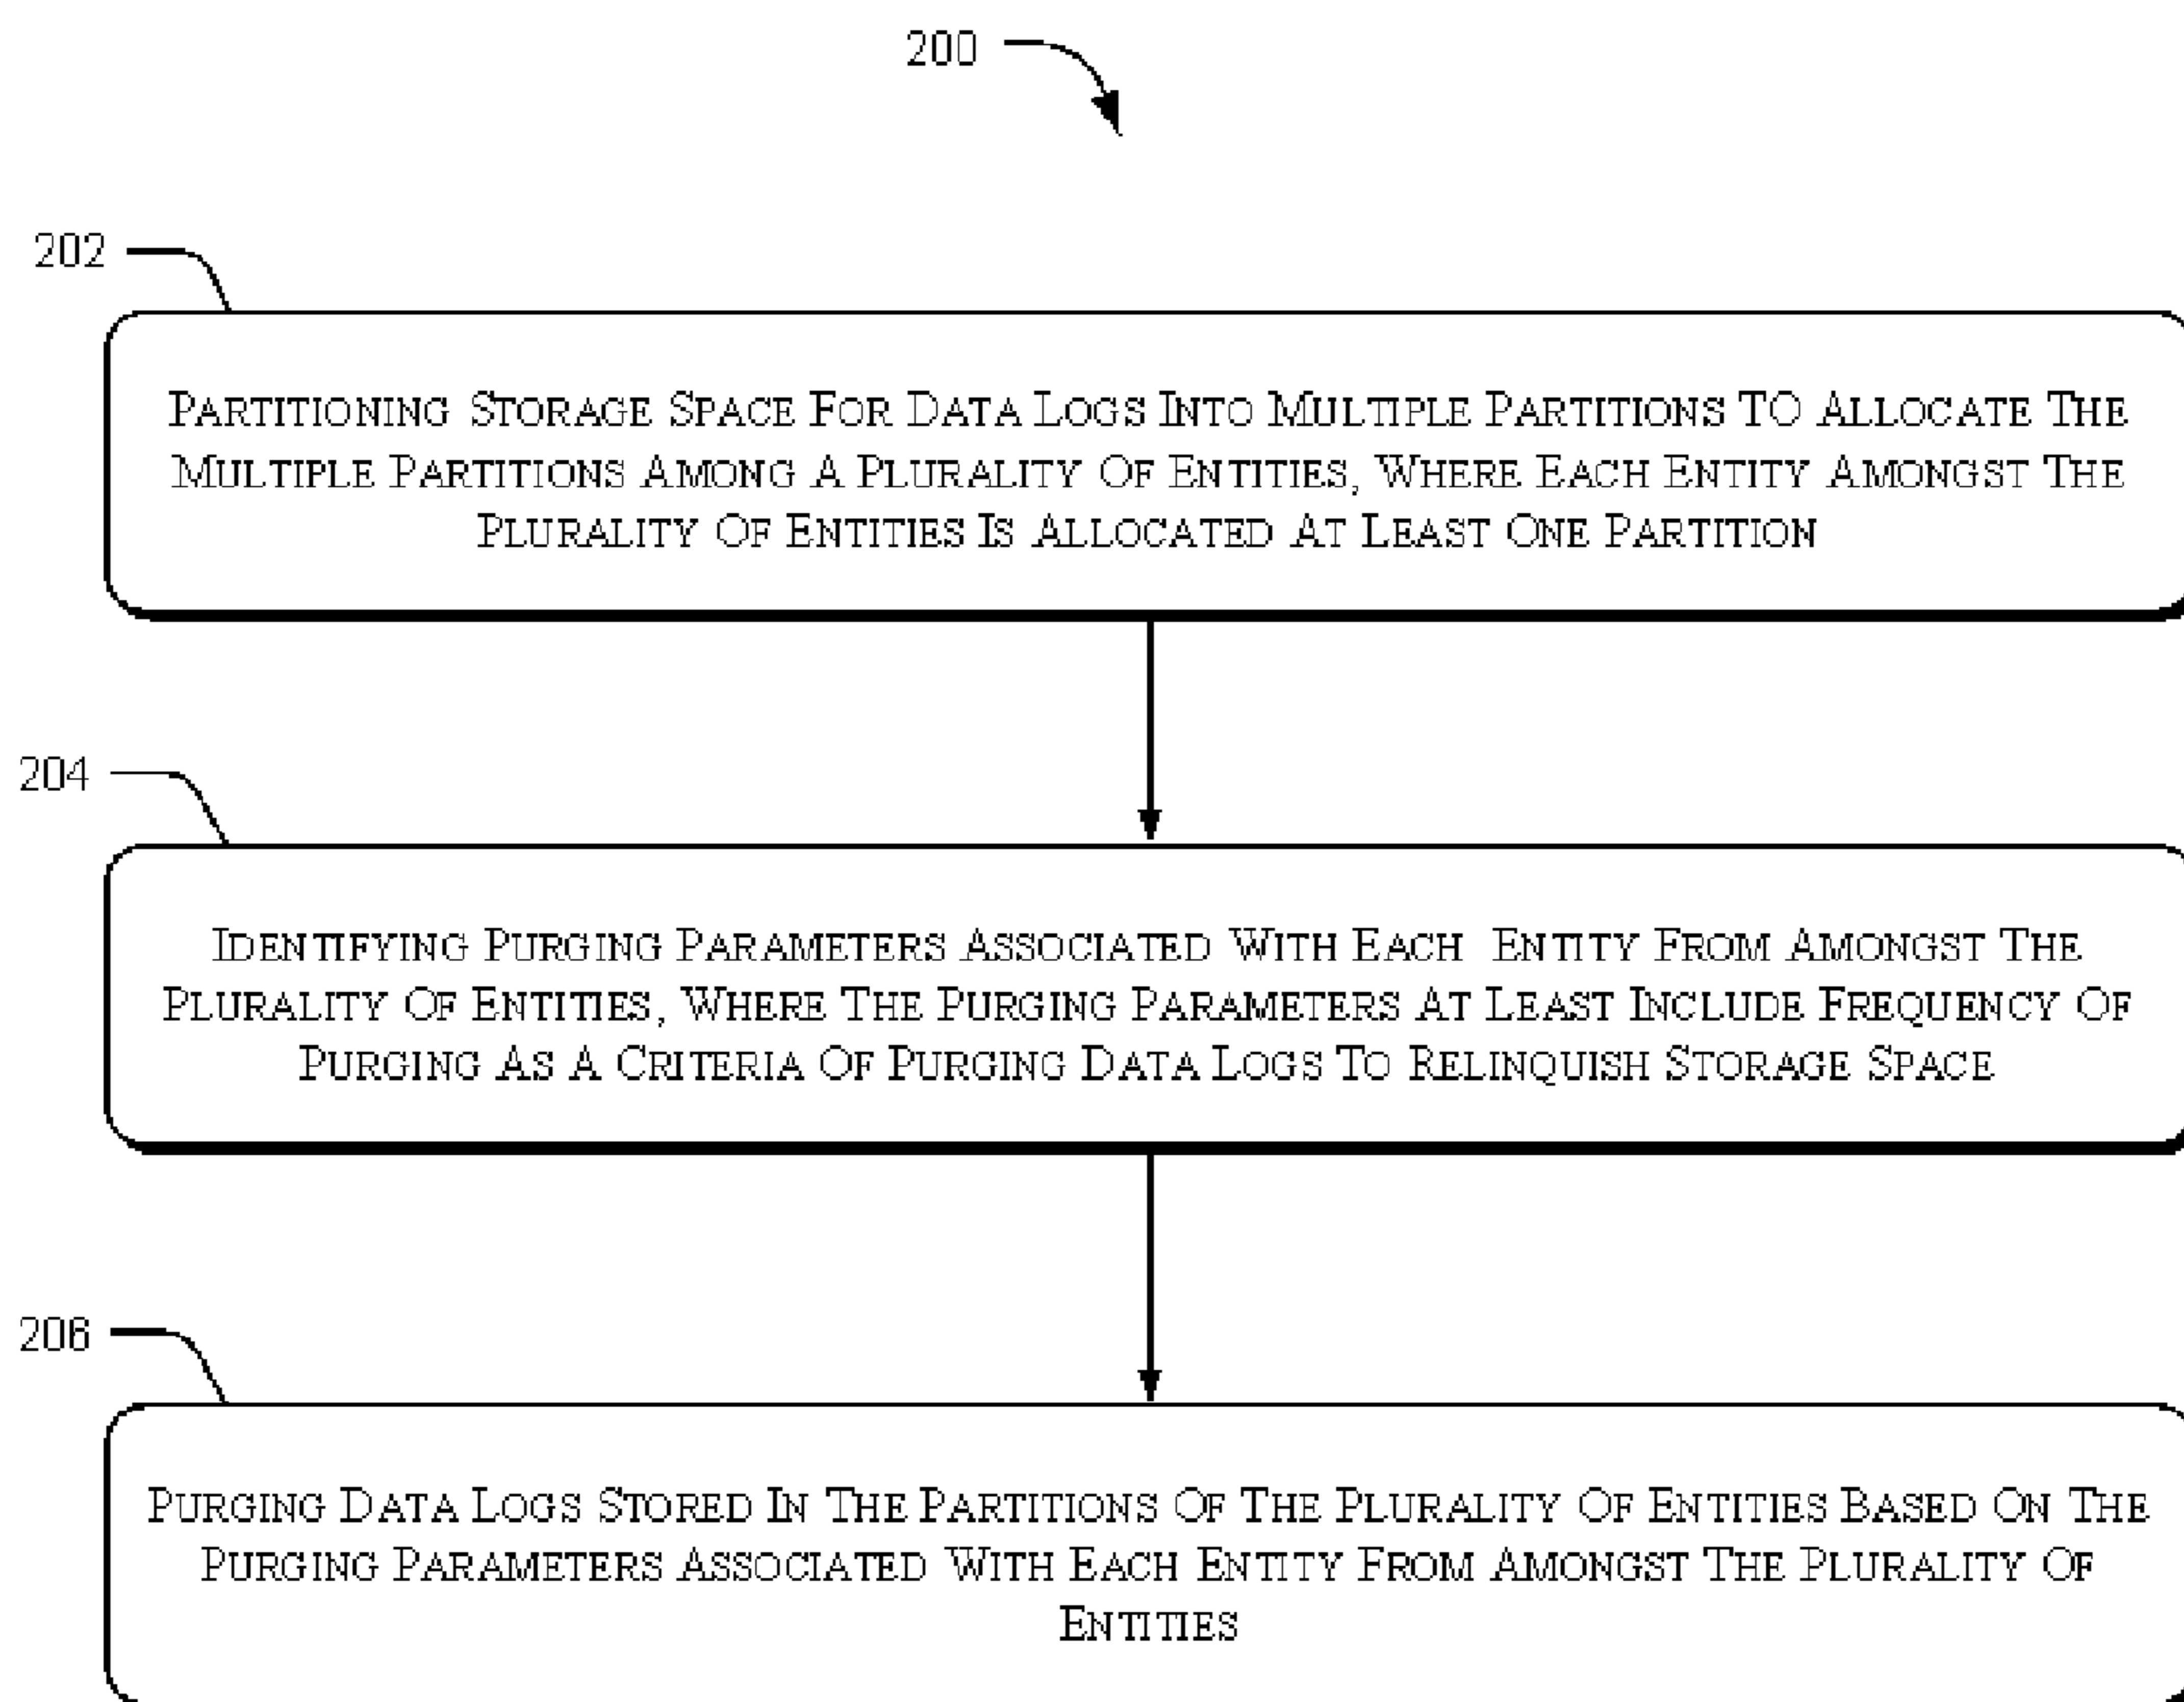 200
202
PARTITIONING STORAGE SPACE FOR DATA LOGS INTO MULTIPLE PARTITIONS TO ALLOCATE THE
MULTIPLE PARTITIONS AMONG A PLURALITY OF ENTITIES, WHERE EACH ENTITY AMONGST THE
PLURALITY OF ENTITIES IS ALLOCATED AT LEAST ONE PARTITION
204
IDENTIFYING PURGING PARAMETERS ASSOCIATED WITH EACH ENTITY FROM AMONGST THE
PLURALITY OF ENTITIES, WHERE THE PURGING PARAMETERS AT LEAST INCLUDE FREQUENCY OF
PURGING AS A CRITERIA OF PURGING DATA LOGS TO RELINQUISH STORAGE SPACE
206
PURGING DATA LOGS STORED IN THE PARTITIONS OF THE PLURALITY OF ENTITIES BASED ON THE
PURGING PARAMETERS ASSOCIATED WITH EACH ENTITY FROM AMONGST THE PLURALITY OF
ENTITIES